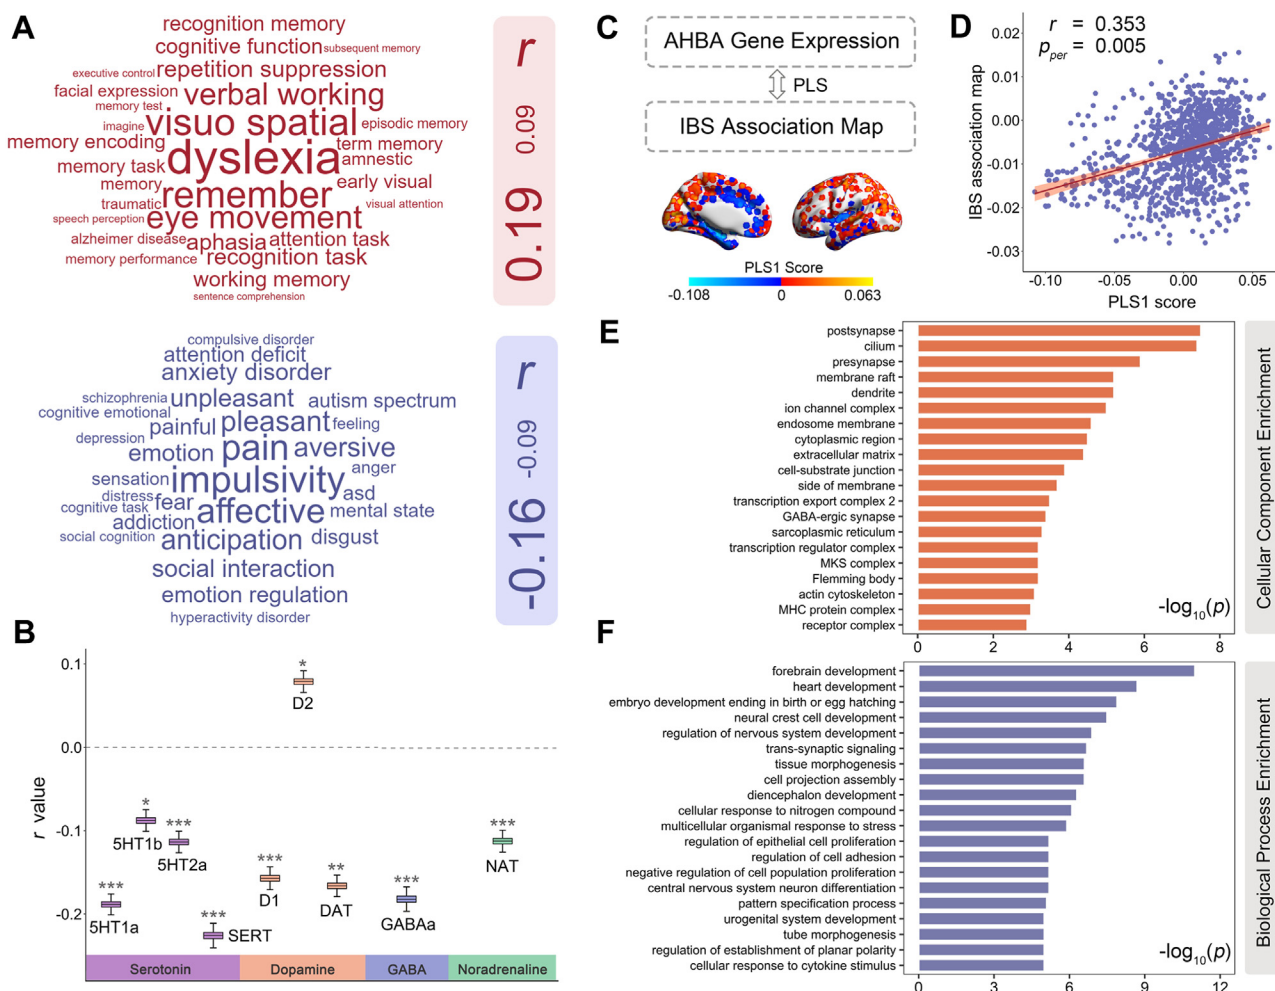 A
recognition memory
cognitive function subsequent memory
executive control repetition suppression
facial expression verbal working
memory test
imagine visuo spatial episodic memory
memory encoding term memory
dyslexia
memory task amnestic
memory remember early visual
traumatic visual attention
speech perception eye movement
alzheimer disease aphasia attention task
memory performance recognition task
working memory
sentence comprehension
r
0.09
0.19
compulsive disorder
attention deficit
anxiety disorder
schizophrenia unpleasant autism spectrum
cognitive emotional painful pleasant feeling
depression
emotion pain aversive
anger
sensation impulsivity
distress fear asd
cognitive task affective mental state
addiction
social cognition anticipation disgust
social interaction
emotion regulation
hyperactivity disorder
r
-0.09
-0.16
B
r value
0.1
0.0
-0.1
-0.2
*
D2
*
5HT1b
***
5HT2a
***
5HT1a
***
SERT
***
D1
**
DAT
***
GABAa
***
NAT
Serotonin
Dopamine
GABA
Noradrenaline
C
AHBA Gene Expression
PLS
IBS Association Map
PLS1 Score
-0.108 0 0.063
D
r = 0.353
pper = 0.005
IBS association map
0.02
0.01
0.00
-0.01
-0.02
-0.03
-0.10 -0.05 0.00 0.05
PLS1 score
E
postsynapse
cilium
presynapse
membrane raft
dendrite
ion channel complex
endosome membrane
cytoplasmic region
extracellular matrix
cell-substrate junction
side of membrane
transcription export complex 2
GABA-ergic synapse
sarcoplasmic reticulum
transcription regulator complex
MKS complex
Flemming body
actin cytoskeleton
MHC protein complex
receptor complex
-log10(p)
0 2 4 6 8
Cellular Component Enrichment
F
forebrain development
heart development
embryo development ending in birth or egg hatching
neural crest cell development
regulation of nervous system development
trans-synaptic signaling
tissue morphogenesis
cell projection assembly
diencephalon development
cellular response to nitrogen compound
multicellular organismal response to stress
regulation of epithelial cell proliferation
regulation of cell adhesion
negative regulation of cell population proliferation
central nervous system neuron differentiation
pattern specification process
urogenital system development
tube morphogenesis
regulation of establishment of planar polarity
cellular response to cytokine stimulus
-log10(p)
0 3 6 9 12
Biological Process Enrichment